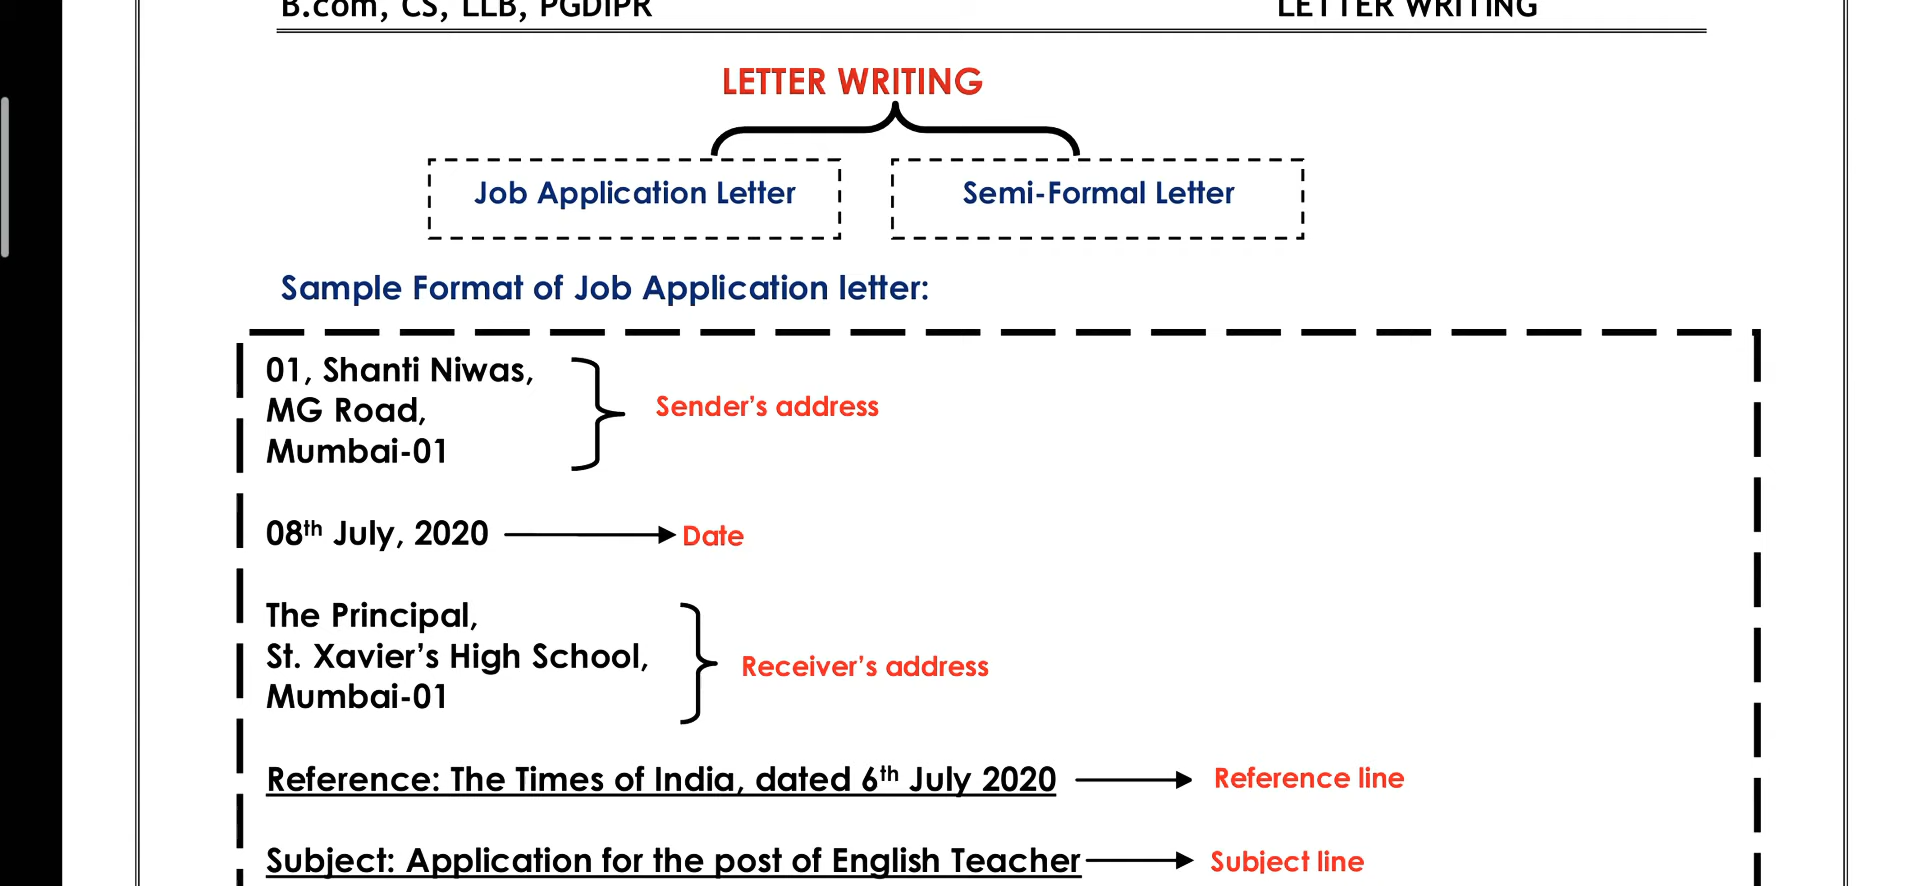 B.com, CS, LLB, PGDIPR LETTER WRITING
LETTER WRITING
Job Application Letter Semi-Formal Letter
Sample Format of Job Application letter:
01, Shanti Niwas,
MG Road,
Mumbai-01
Sender's address
08th July, 2020 Date
The Principal,
St. Xavier's High School,
Mumbai-01
Receiver's address
Reference: The Times of India, dated 6th July 2020 Reference line
Subject: Application for the post of English Teacher Subject line